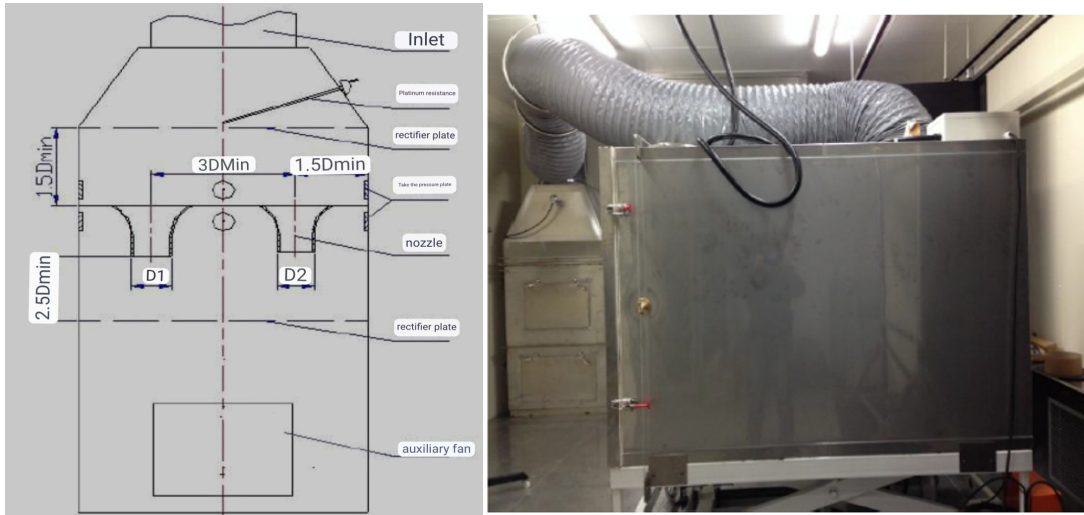 Inlet
Platinum resistance
rectifier plate
1.5Dmin
3DMin
1.5Dmin
Take the pressure plate
nozzle
D1
D2
2.5Dmin
rectifier plate
auxiliary fan